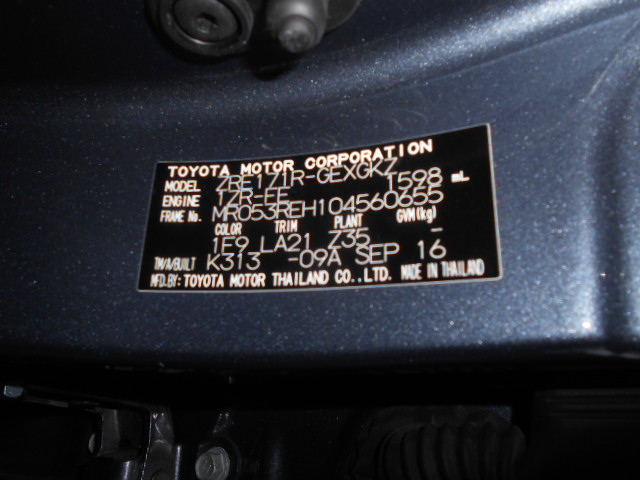 TOYOTA MOTOR CORPORATION
MODEL ZRE171R-GEXGKZ
ENGINE 1ZR-FE 1598 mL
FRAME No. MR053REH104560655
COLOR TRIM PLANT GVM(kg)
1F9 LA21 Z35 -
T/M/A/BUILT K313 -09A SEP 16
MFD.BY: TOYOTA MOTOR THAILAND CO.,LTD. MADE IN THAILAND